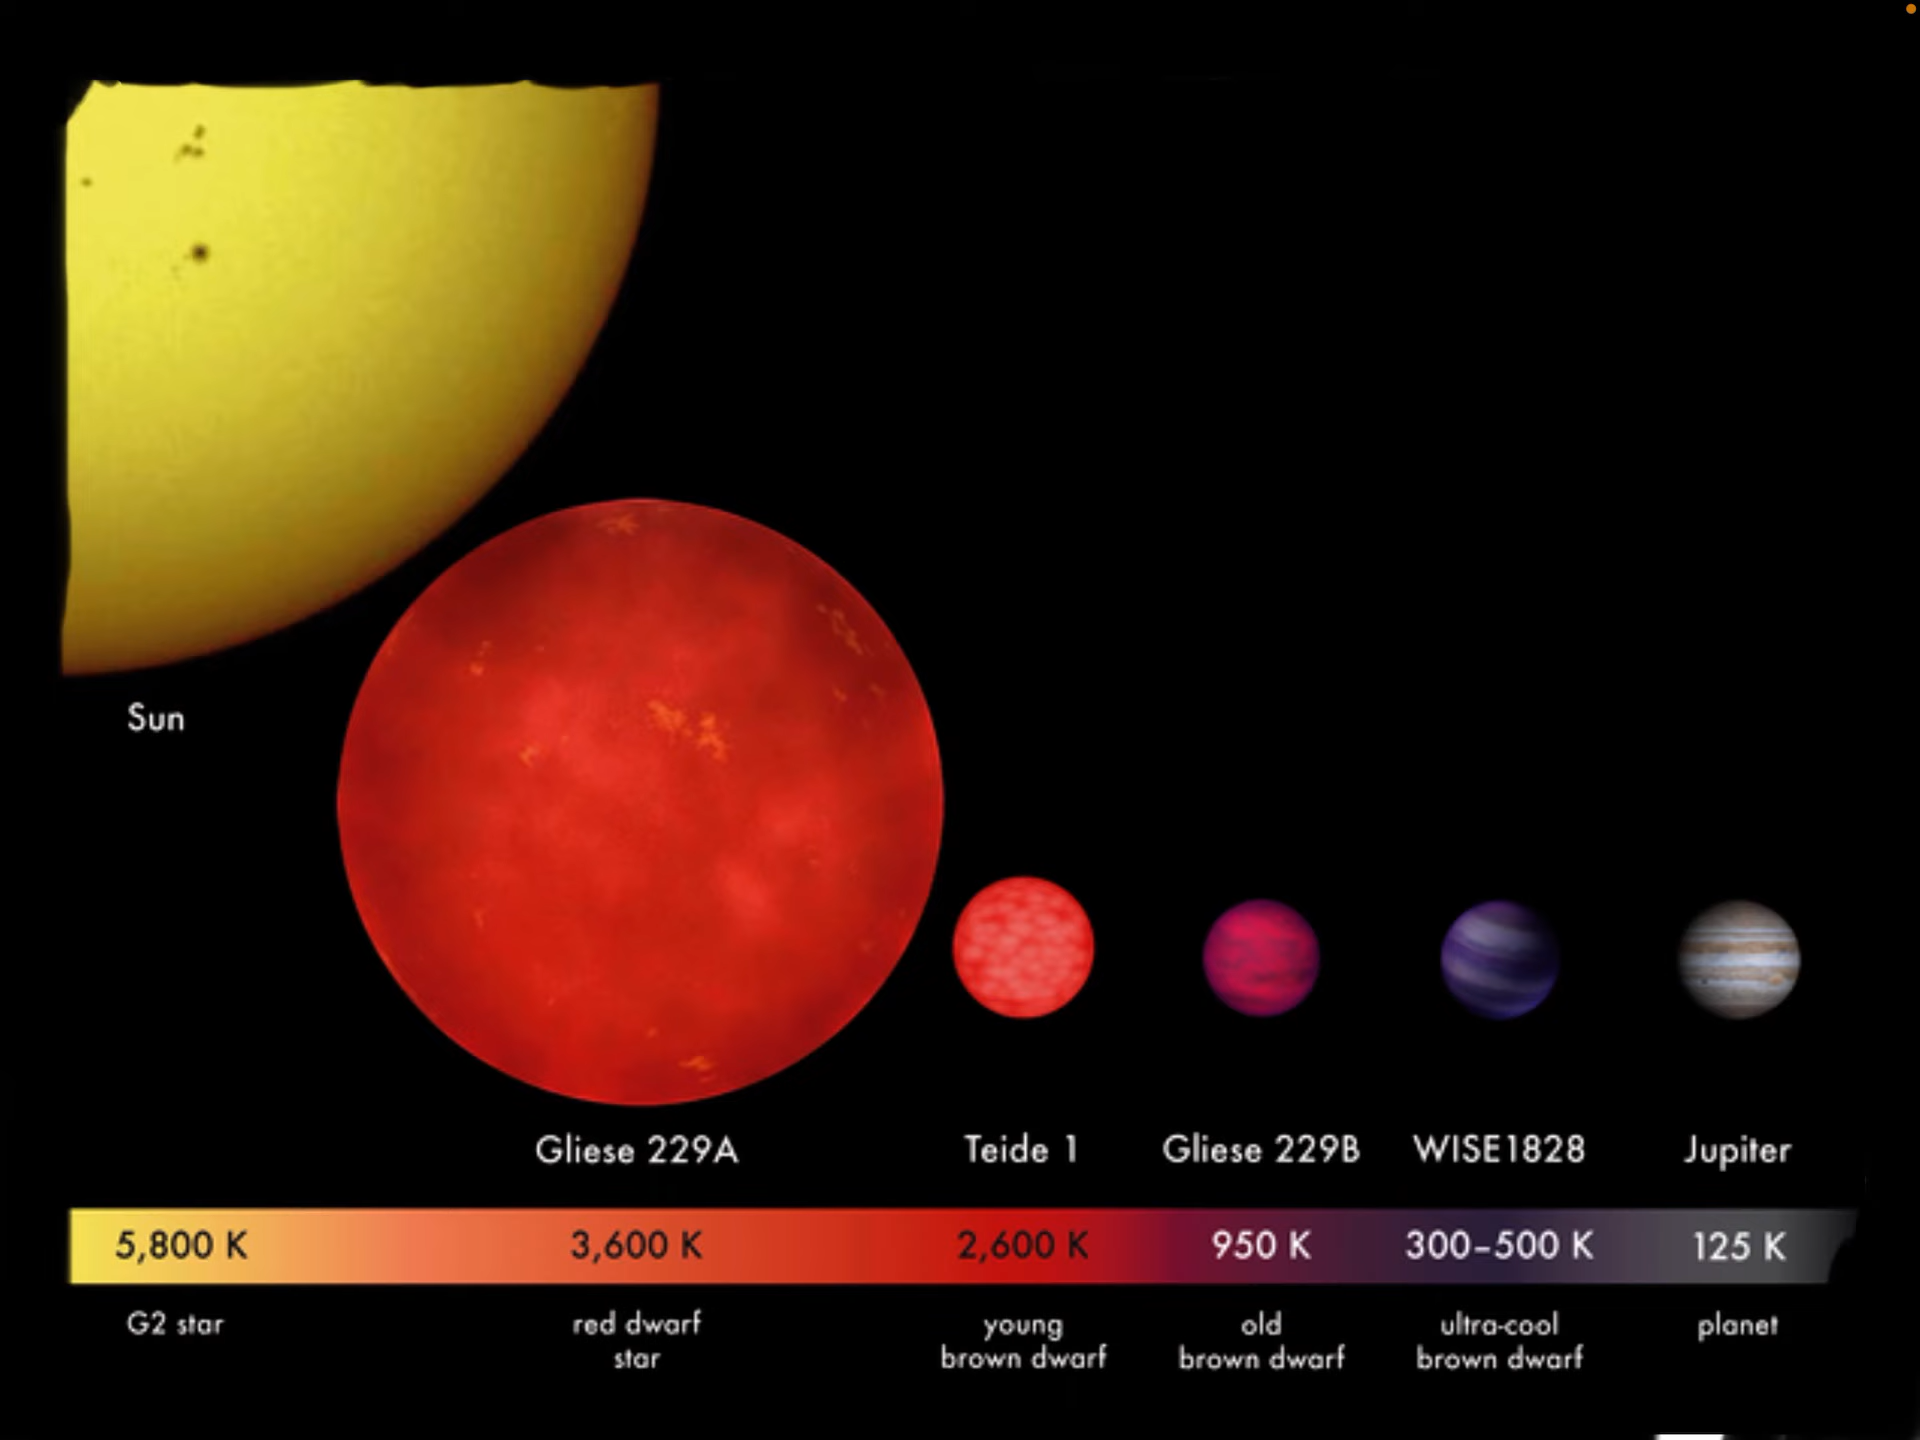 Sun
Gliese 229A
Teide 1
Gliese 229B
WISE1828
Jupiter
5,800 K
3,600 K
2,600 K
950 K
300–500 K
125 K
G2 star
red dwarf
star
young
brown dwarf
old
brown dwarf
ultra-cool
brown dwarf
planet